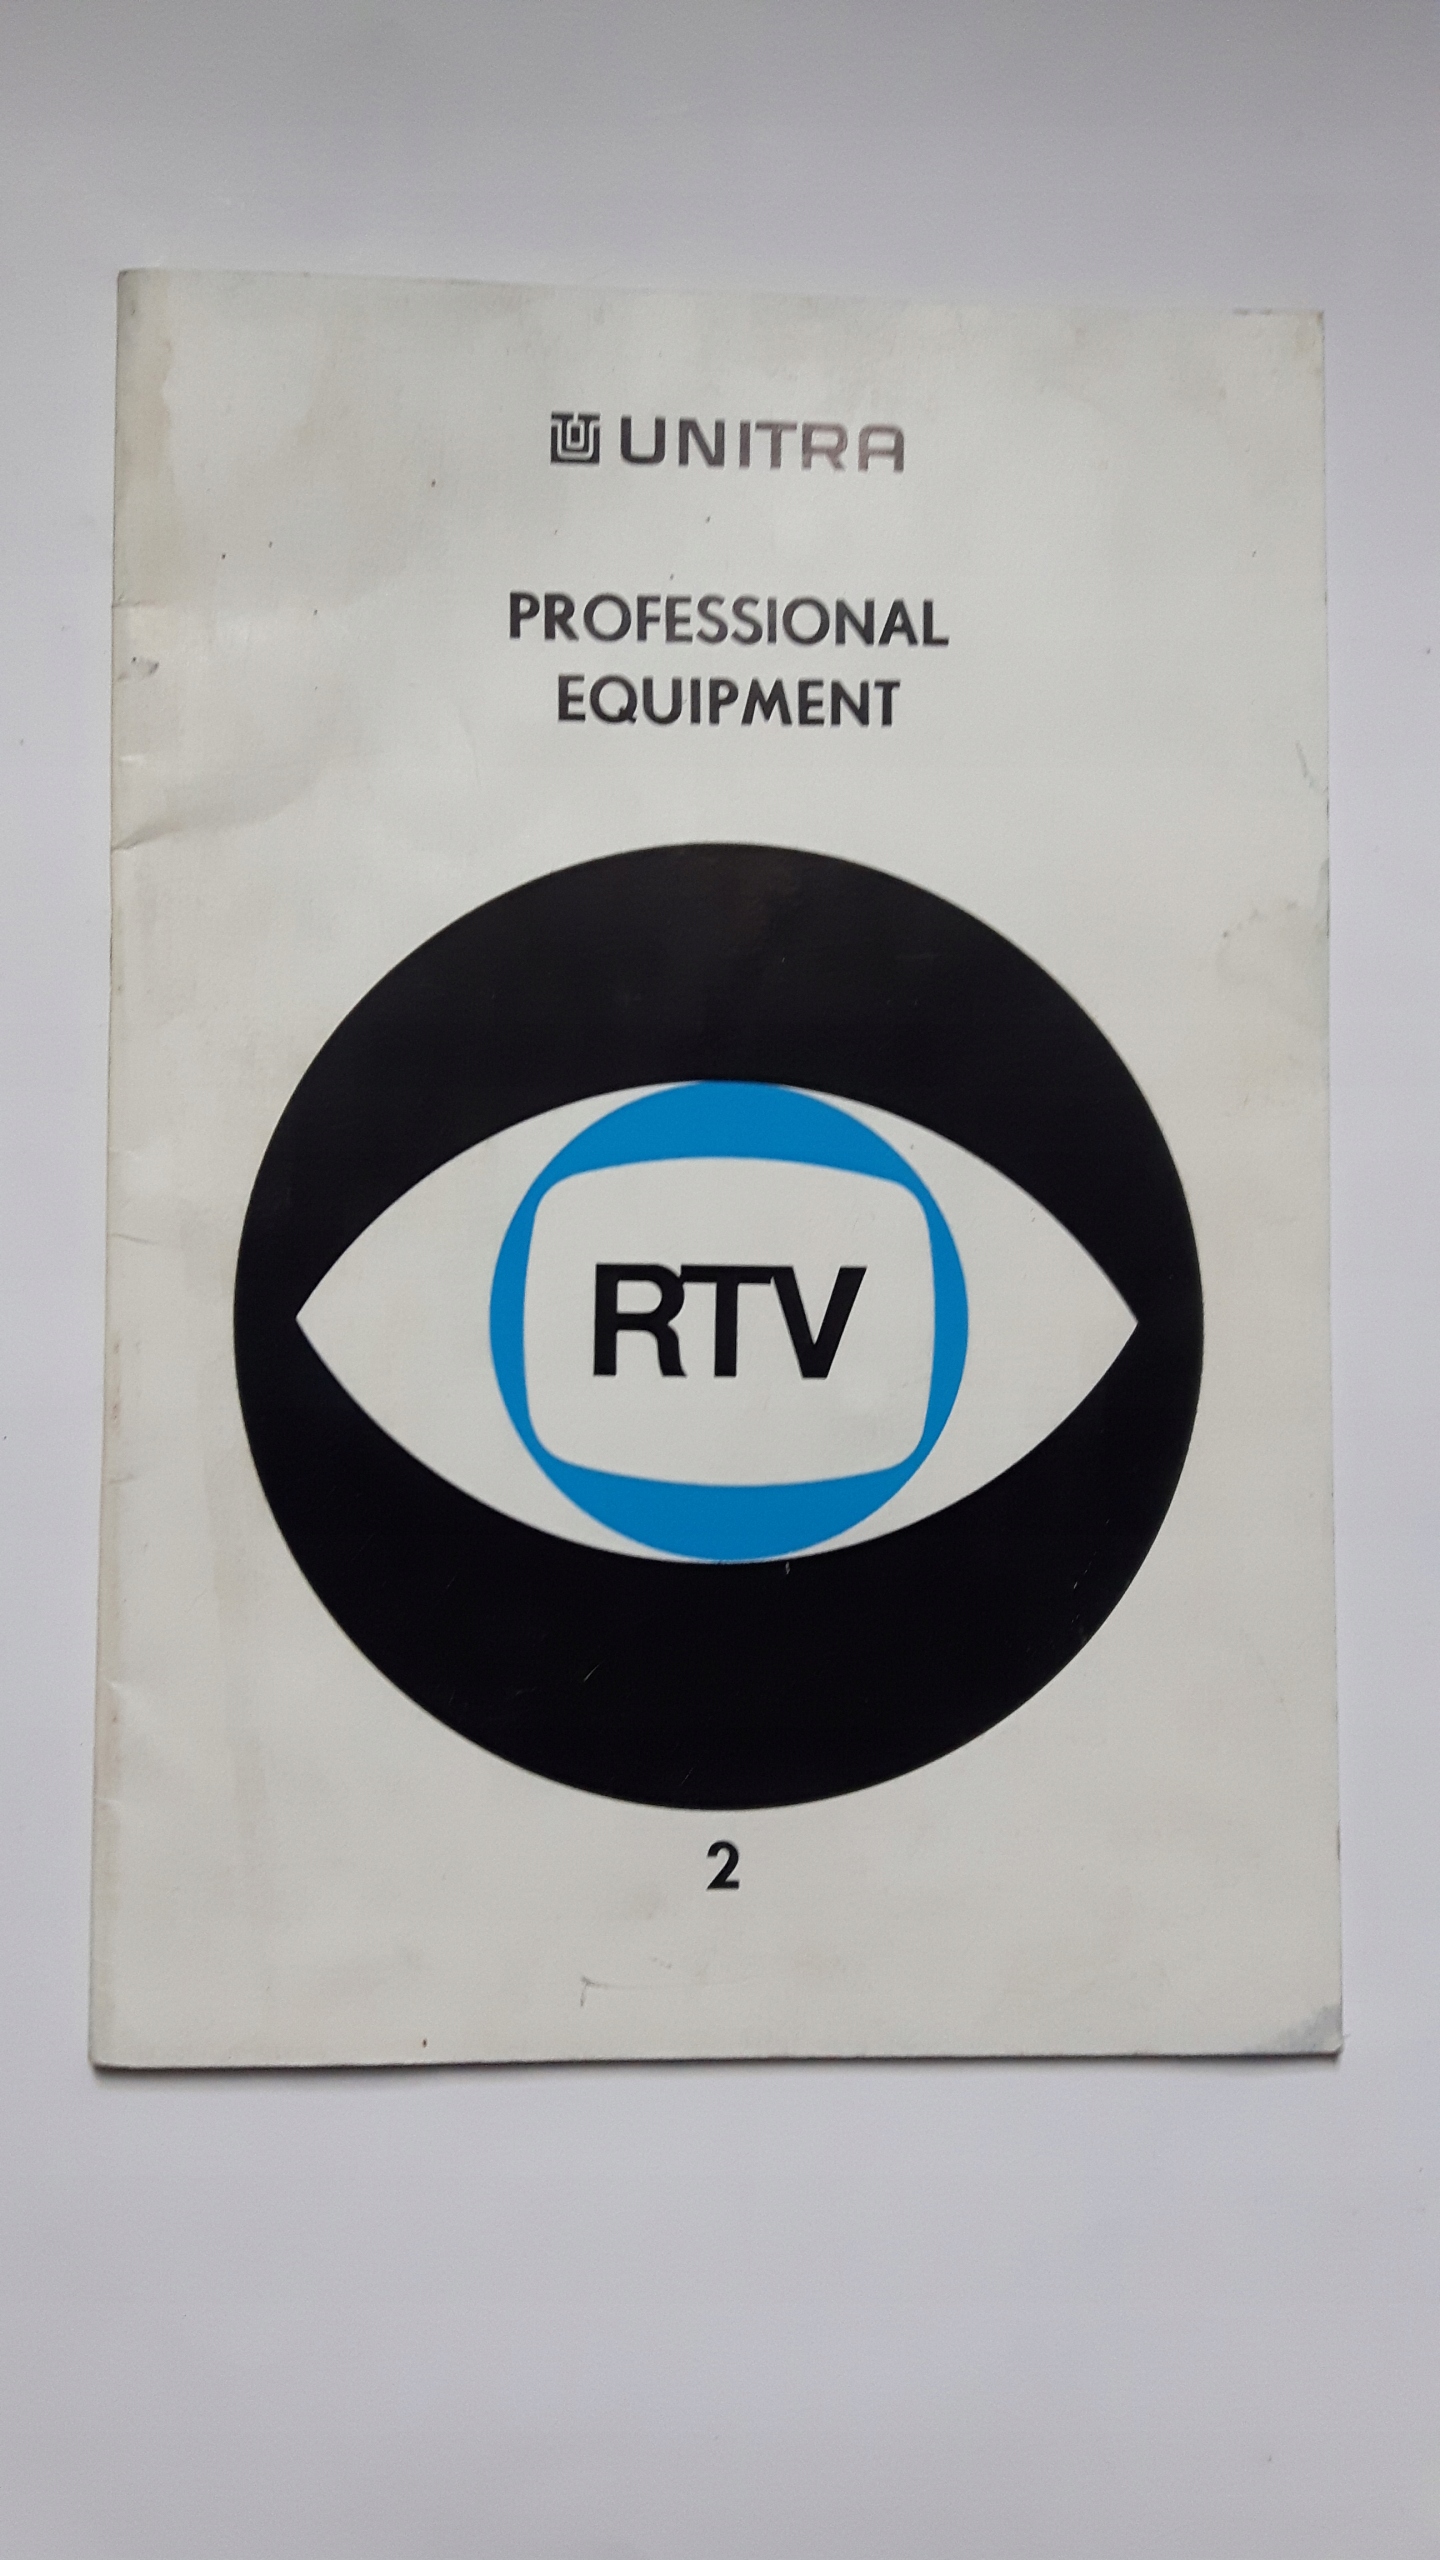 UNITRA
PROFESSIONAL
EQUIPMENT
RTV
2